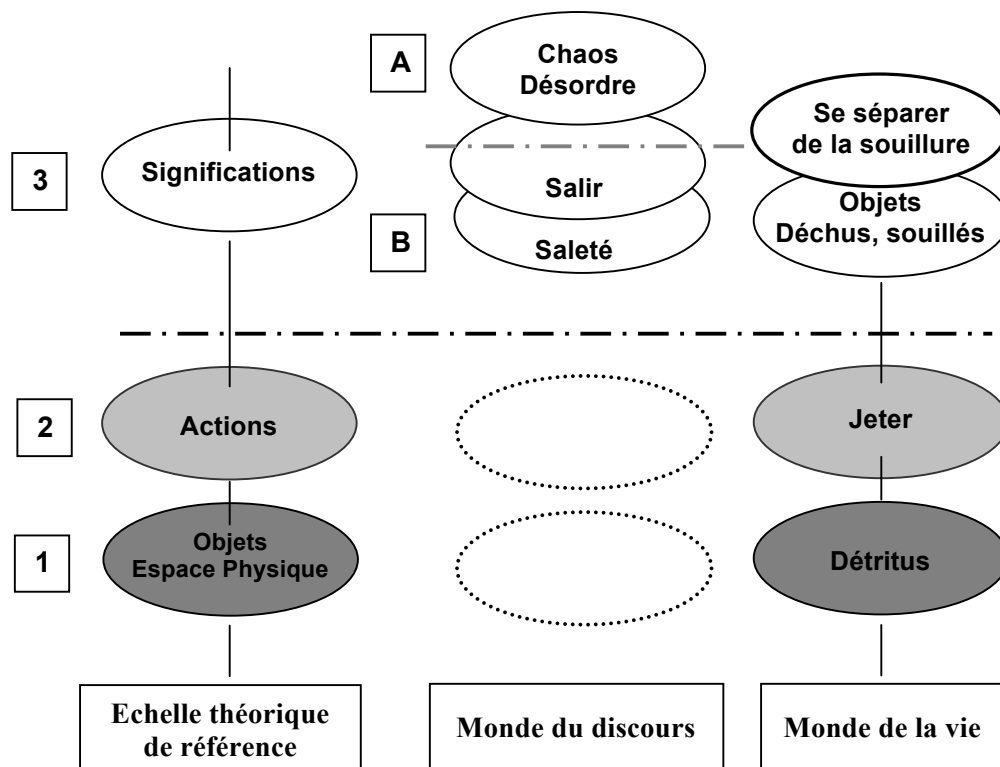 A
Chaos
Désordre
Se séparer
de la souillure
3
Significations
Salir
Objets
Déchus, souillés
B
Saleté
2
Actions
Jeter
1
Objets
Espace Physique
Détritus
Echelle théorique
de référence
Monde du discours
Monde de la vie